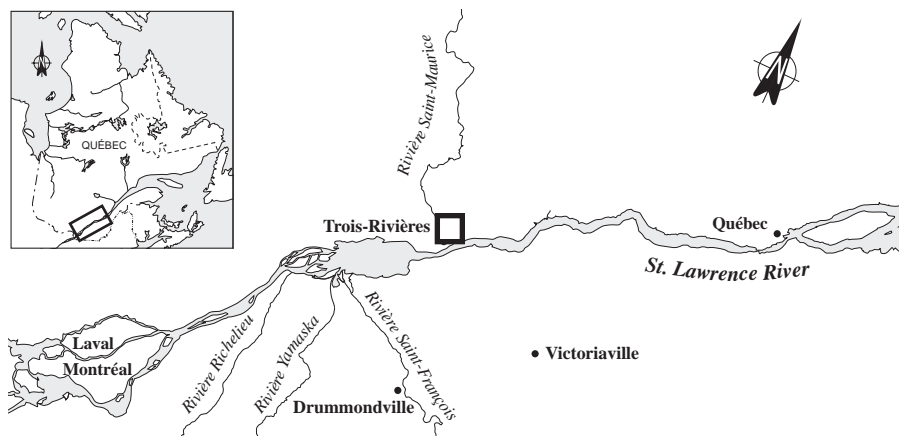 N
QUÉBEC
N
Rivière Saint-Maurice
Trois-Rivières
Québec
St. Lawrence River
Laval
Montréal
Rivière Richelieu
Rivière Yamaska
Rivière Saint-François
Victoriaville
Drummondville